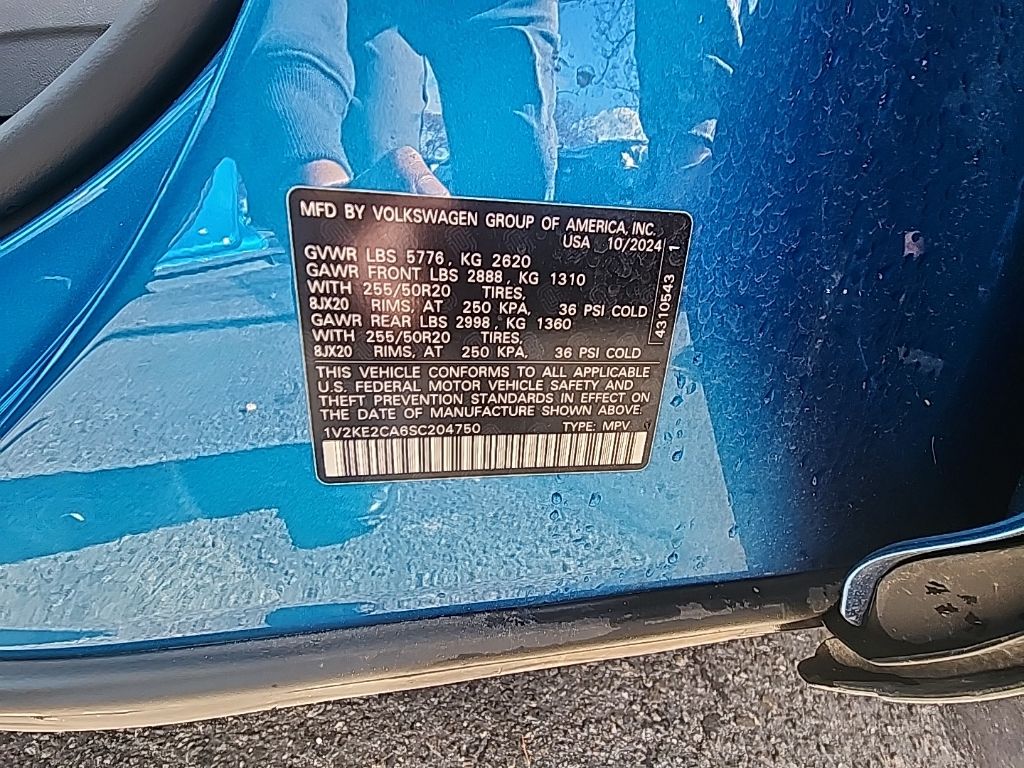 MFD BY VOLKSWAGEN GROUP OF AMERICA, INC.
USA 10/2024
GVWR LBS 5776, KG 2620
GAWR FRONT LBS 2888, KG 1310
WITH 255/50R20 TIRES,
8JX20 RIMS, AT 250 KPA, 36 PSI COLD
GAWR REAR LBS 2998, KG 1360
WITH 255/50R20 TIRES,
8JX20 RIMS, AT 250 KPA, 36 PSI COLD
4310543 1
THIS VEHICLE CONFORMS TO ALL APPLICABLE
U.S. FEDERAL MOTOR VEHICLE SAFETY AND
THEFT PREVENTION STANDARDS IN EFFECT ON
THE DATE OF MANUFACTURE SHOWN ABOVE:
1V2KE2CA6SC204750 TYPE: MPV